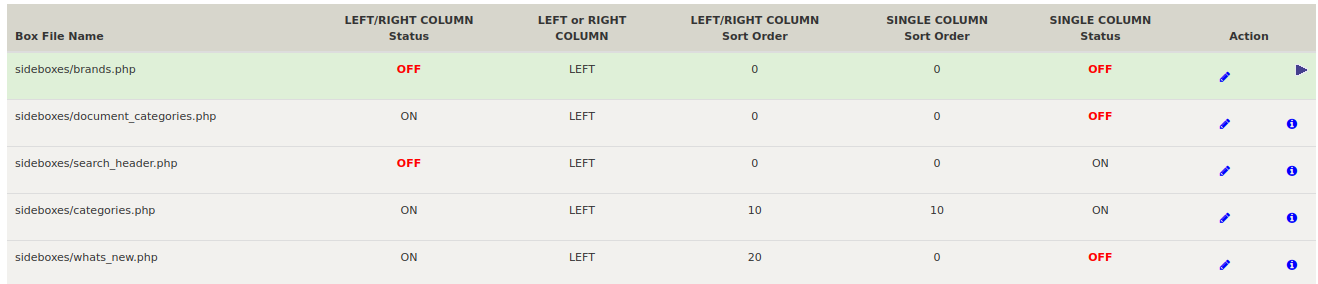 LEFT/RIGHT COLUMN LEFT or RIGHT LEFT/RIGHT COLUMN SINGLE COLUMN SINGLE COLUMN
Box File Name Status COLUMN Sort Order Sort Order Status Action
sideboxes/brands.php OFF LEFT 0 0 OFF
sideboxes/document_categories.php ON LEFT 0 0 OFF
sideboxes/search_header.php OFF LEFT 0 0 ON
sideboxes/categories.php ON LEFT 10 10 ON
sideboxes/whats_new.php ON LEFT 20 0 OFF